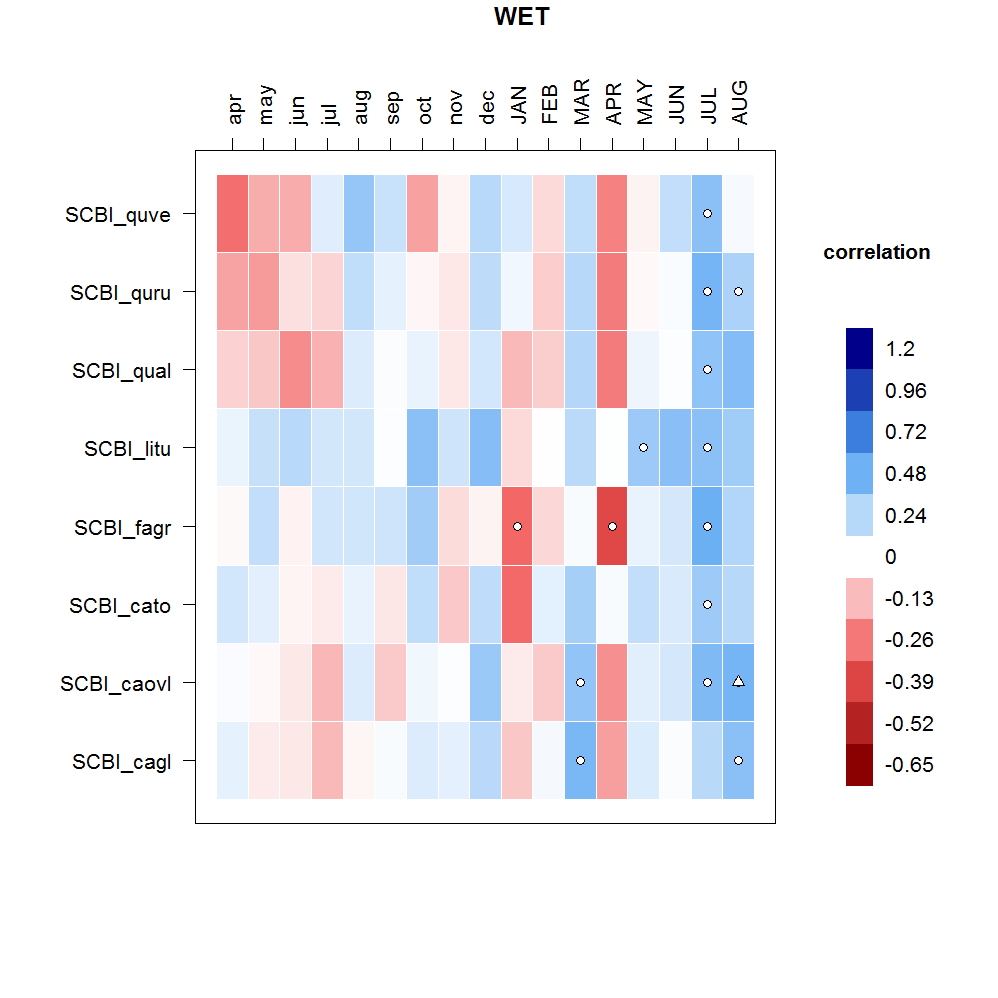 WET
apr may jun jul aug sep oct nov dec JAN FEB MAR APR MAY JUN JUL AUG
SCBI_quve
SCBI_quru
SCBI_qual
SCBI_litu
SCBI_fagr
SCBI_cato
SCBI_caovl
SCBI_cagl
correlation
1.2
0.96
0.72
0.48
0.24
0
-0.13
-0.26
-0.39
-0.52
-0.65